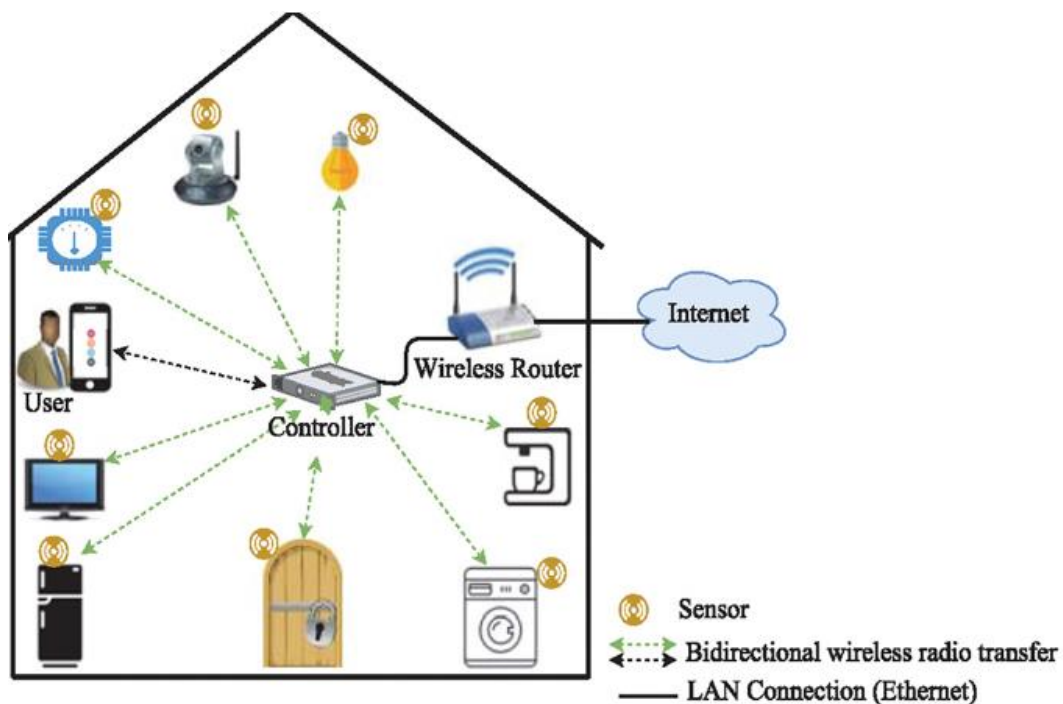 Internet
Wireless Router
User
Controller
Sensor
Bidirectional wireless radio transfer
LAN Connection (Ethernet)